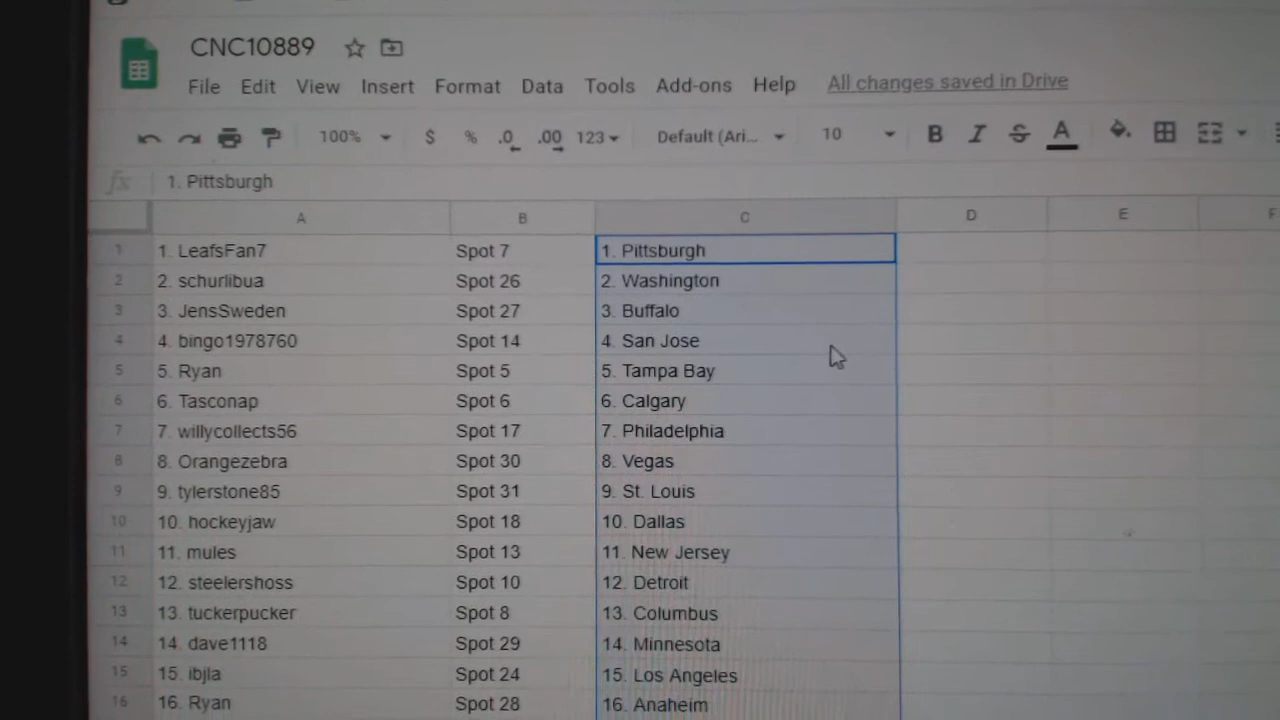 CNC10889
File Edit View Insert Format Data Tools Add-ons Help All changes saved in Drive
100% $ % .0 .00 123 Default (Ari... 10 B I S A
fx 1. Pittsburgh
A B C D E F
1 1. LeafsFan7 Spot 7 1. Pittsburgh
2 2. schurlibua Spot 26 2. Washington
3 3. JensSweden Spot 27 3. Buffalo
4 4. bingo1978760 Spot 14 4. San Jose
5 5. Ryan Spot 5 5. Tampa Bay
6 6. Tasconap Spot 6 6. Calgary
7 7. willycollects56 Spot 17 7. Philadelphia
8 8. Orangezebra Spot 30 8. Vegas
9 9. tylerstone85 Spot 31 9. St. Louis
10 10. hockeyjaw Spot 18 10. Dallas
11 11. mules Spot 13 11. New Jersey
12 12. steelershoss Spot 10 12. Detroit
13 13. tuckerpucker Spot 8 13. Columbus
14 14. dave1118 Spot 29 14. Minnesota
15 15. ibjla Spot 24 15. Los Angeles
16 16. Ryan Spot 28 16. Anaheim